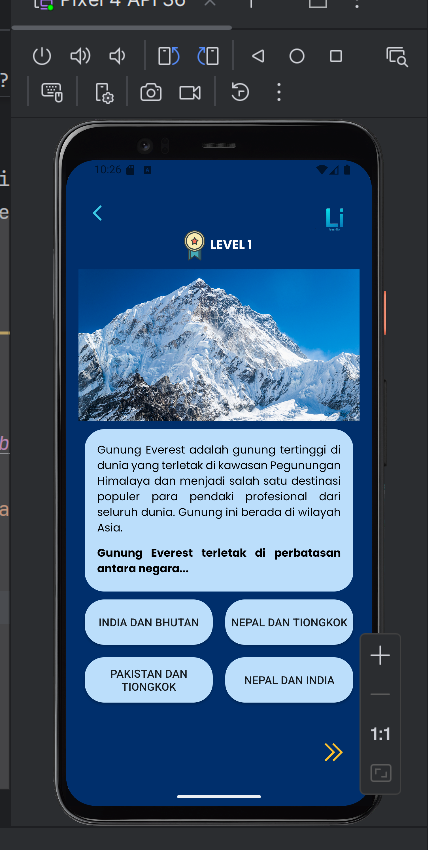 Pixel 4 API 36
10:26
Li
LEVEL 1
Gunung Everest adalah gunung tertinggi di
dunia yang terletak di kawasan Pegunungan
Himalaya dan menjadi salah satu destinasi
populer para pendaki profesional dari
seluruh dunia. Gunung ini berada di wilayah
Asia.
Gunung Everest terletak di perbatasan
antara negara...
INDIA DAN BHUTAN
NEPAL DAN TIONGKOK
PAKISTAN DAN
TIONGKOK
NEPAL DAN INDIA
1:1